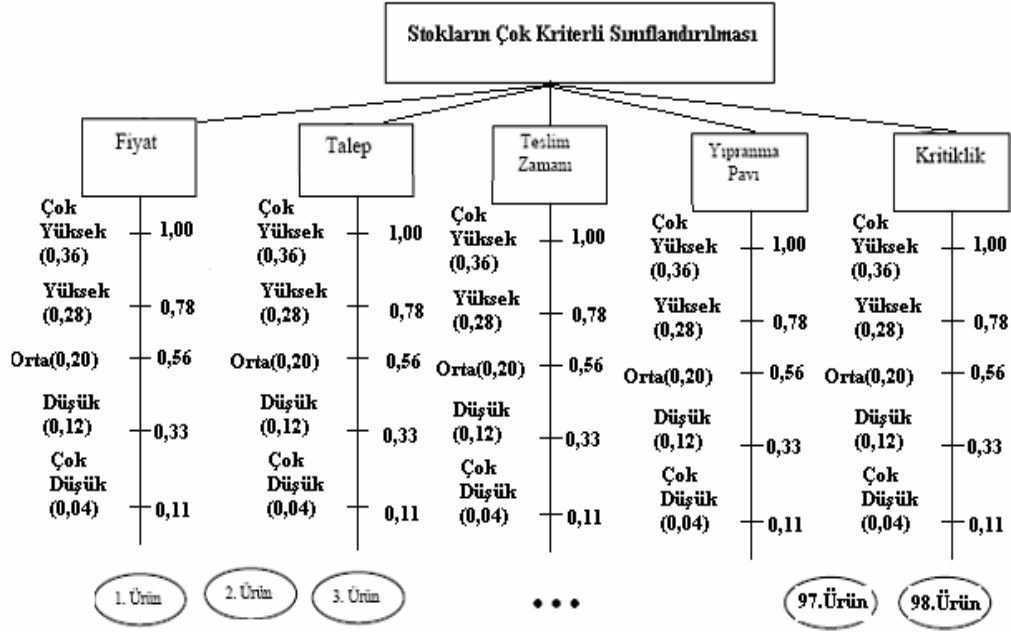 Stokların Çok Kriterli Sınıflandırılması
Fiyat
Çok
Yüksek
(0,36)
1,00
Yüksek
(0,28)
0,78
Orta(0,20)
0,56
Düşük
(0,12)
0,33
Çok
Düşük
(0,04)
0,11
Talep
Çok
Yüksek
(0,36)
1,00
Yüksek
(0,28)
0,78
Orta(0,20)
0,56
Düşük
(0,12)
0,33
Çok
Düşük
(0,04)
0,11
Teslim
Zamanı
Çok
Yüksek
(0,36)
1,00
Yüksek
(0,28)
0,78
Orta(0,20)
0,56
Düşük
(0,12)
0,33
Çok
Düşük
(0,04)
0,11
Yıpranma
Pavı
Çok
Yüksek
(0,36)
1,00
Yüksek
(0,28)
0,78
Orta(0,20)
0,56
Düşük
(0,12)
0,33
Çok
Düşük
(0,04)
0,11
Kritiklik
Çok
Yüksek
(0,36)
1,00
Yüksek
(0,28)
0,78
Orta(0,20)
0,56
Düşük
(0,12)
0,33
Çok
Düşük
(0,04)
0,11
1. Ürün
2. Ürün
3. Ürün
• • •
97.Ürün
98.Ürün